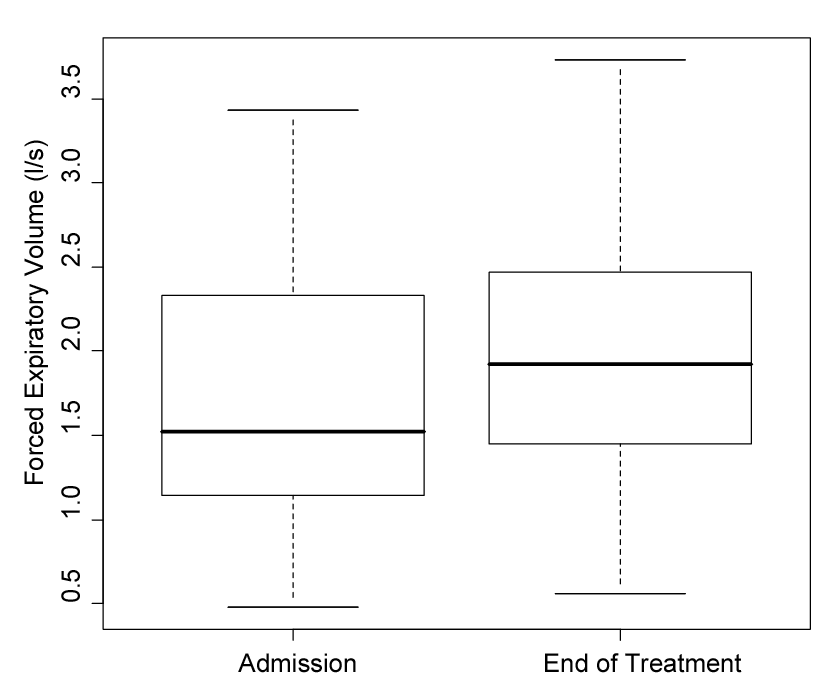 Forced Expiratory Volume (l/s)
3.5
3.0
2.5
2.0
1.5
1.0
0.5
Admission
End of Treatment